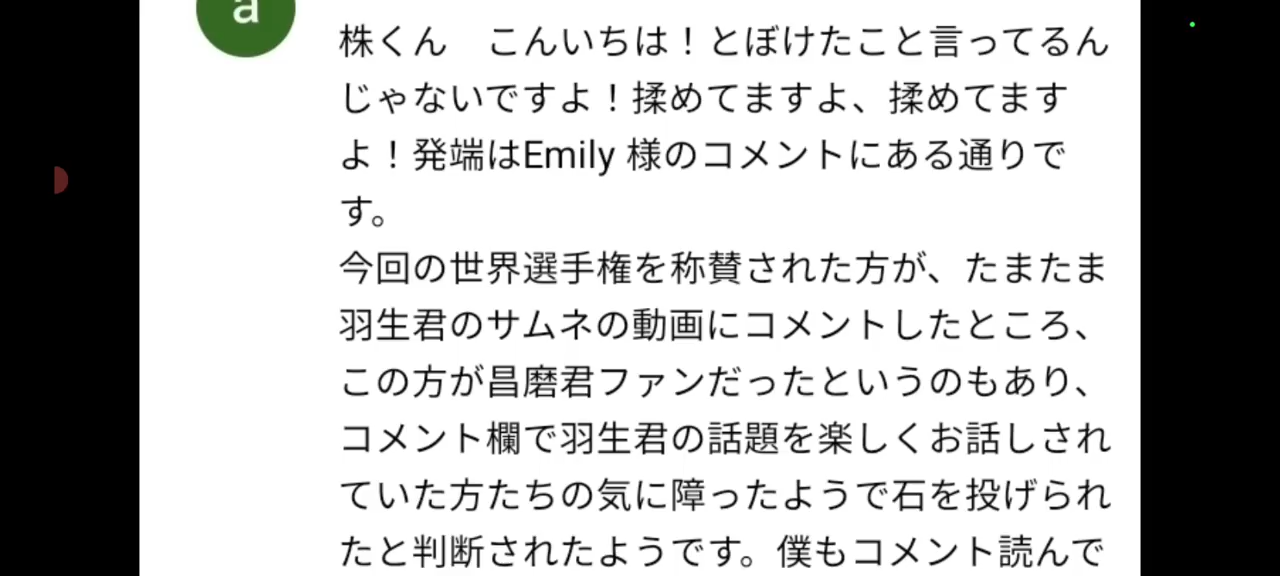 a
株くん　こんいちは！とぼけたこと言ってるん
じゃないですよ！揉めてますよ、揉めてます
よ！発端はEmily 様のコメントにある通りで
す。
今回の世界選手権を称賛された方が、たまたま
羽生君のサムネの動画にコメントしたところ、
この方が昌磨君ファンだったというのもあり、
コメント欄で羽生君の話題を楽しくお話しされ
ていた方たちの気に障ったようで石を投げられ
たと判断されたようです。僕もコメント読んで